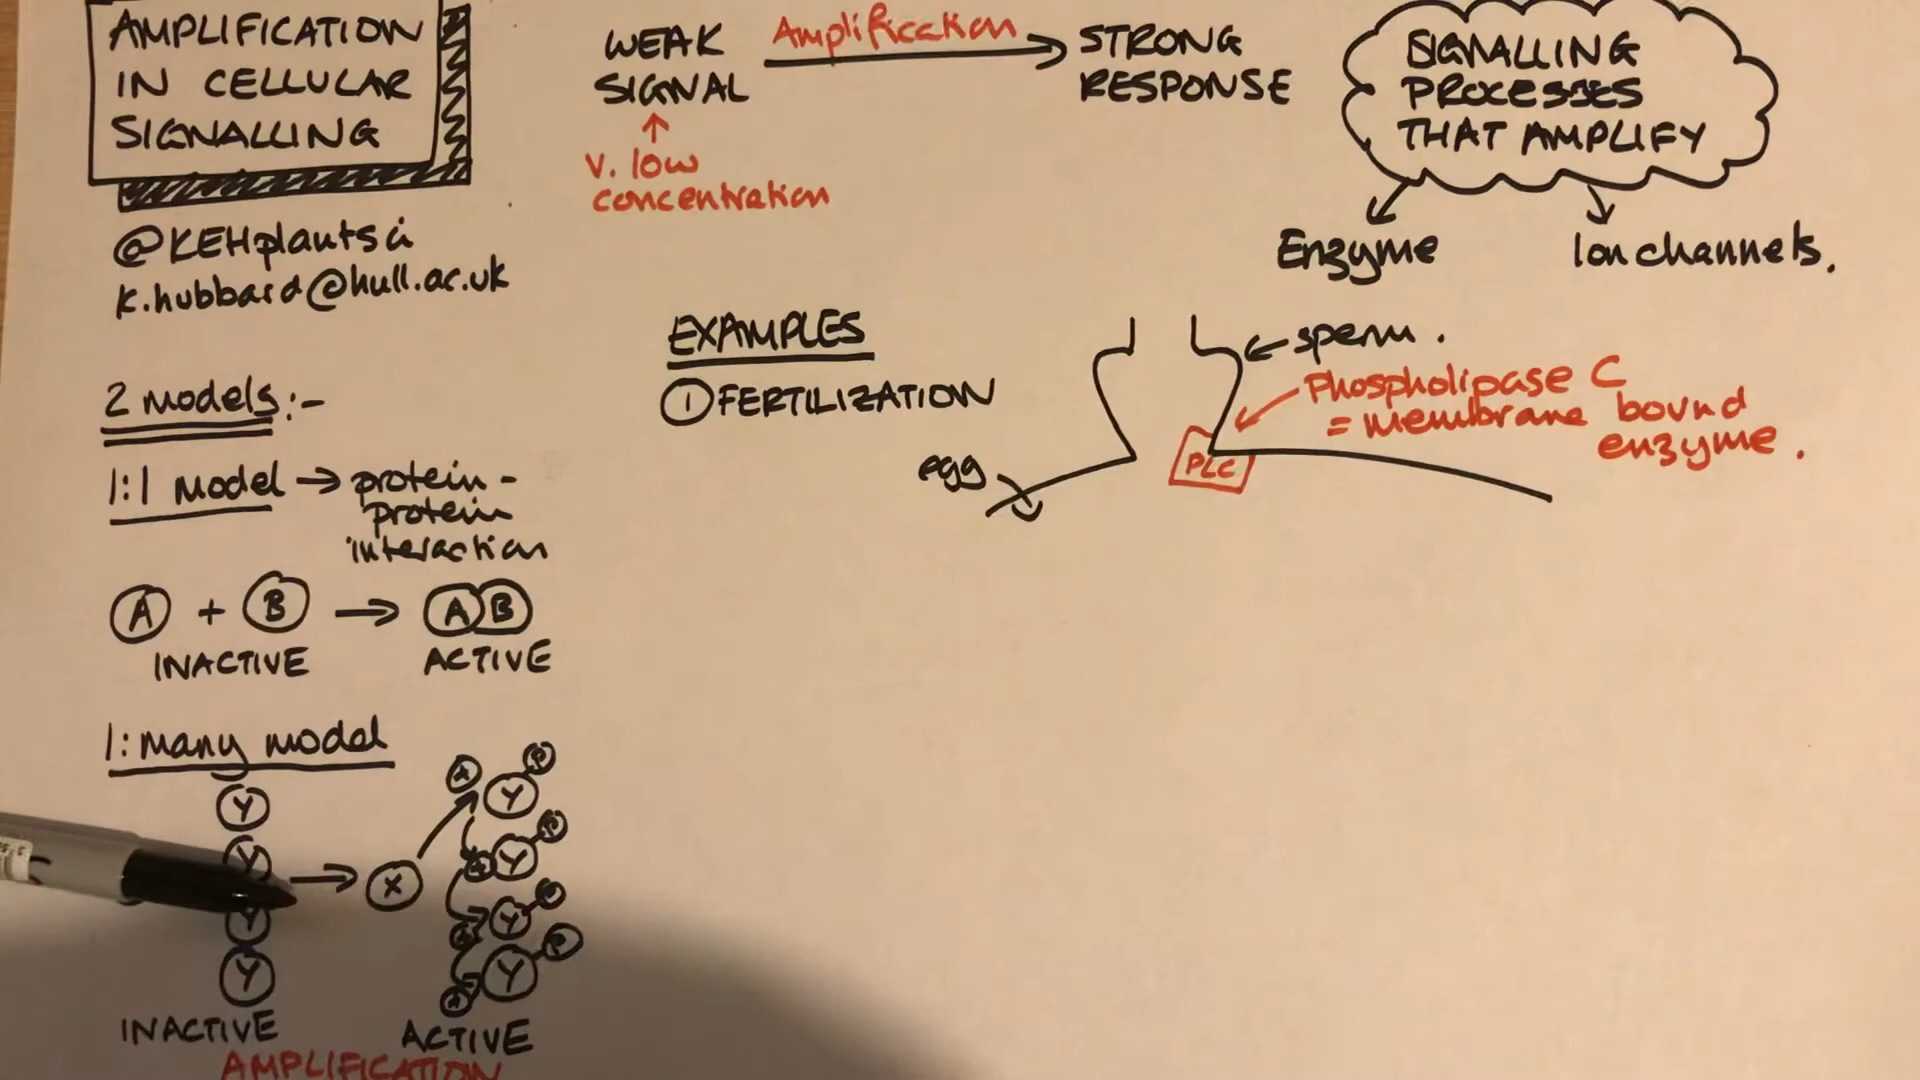 AMPLIFICATION
IN CELLULAR
SIGNALLING
@KEHplantsci
k.hubbard@hull.ac.uk
WEAK
SIGNAL
Amplification
STRONG
RESPONSE
V. low
concentration
SIGNALLING
PROCESSES
THAT AMPLIFY
Enzyme
Ion channels.
2 models:-
1:1 model → protein-
protein
interaction
A + B → AB
INACTIVE
ACTIVE
1: many model
Y
Y
Y
Y
X
Y P
Y P
Y
Y P
INACTIVE
ACTIVE
AMPLIFICATION
EXAMPLES
1 FERTILIZATION
sperm.
Phospholipase C
= membrane bound
enzyme.
egg
PLC